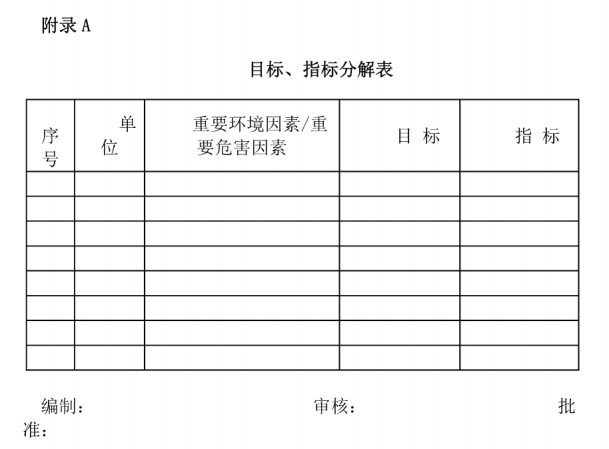 附录 A
目标、指标分解表
序号
单位
重要环境因素/重
要危害因素
目 标
指 标
编制: 审核: 批
准: